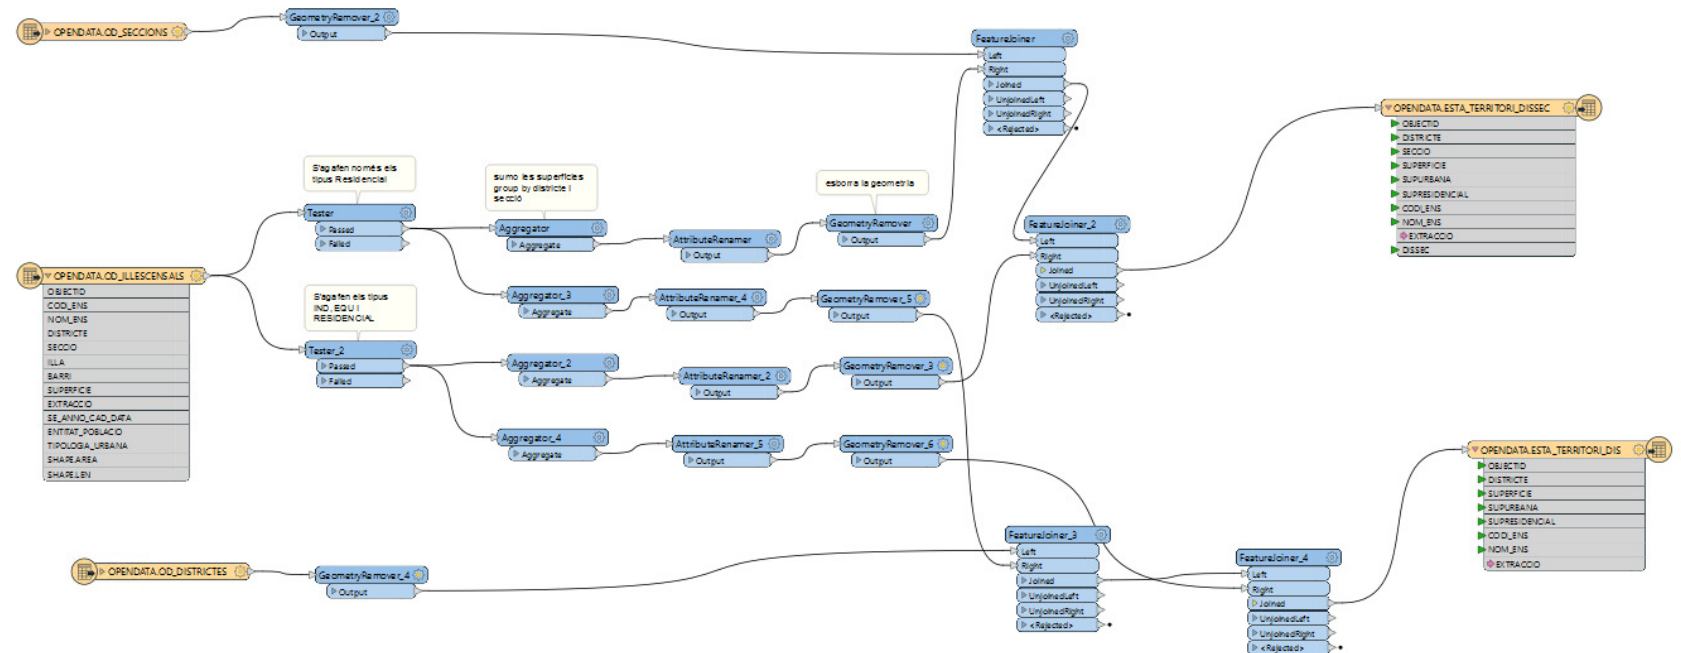 GeometryRemover_2
Output
OPENDATA.OD_SECCIONS
FeatureJoiner
Left
Right
Joined
UnjoinedLeft
UnjoinedRight
<Rejected>
OPENDATA.ESTA_TERRITORI_DISSEC
OBJECTID
DISTRICTE
SECCIO
SUPERFICIE
SUPURBANA
SUPRESIDENCIAL
CODI_ENS
NOM_ENS
EXTRACCIO
DISSEC
S'agafen només els
tipus Residencial
sumo les superfícies
group by districte i
secció
esborra la geometria
Tester
Passed
Failed
Aggregator
Aggregate
AttributeRenamer
Output
GeometryRemover
Output
FeatureJoiner_2
Left
Right
Joined
UnjoinedLeft
UnjoinedRight
<Rejected>
OPENDATA.OD_ILLESCENSALS
OBJECTID
COD_ENS
NOM_ENS
DISTRICTE
SECCIO
ILLA
BARRI
SUPERFICIE
EXTRACCIO
SE_ANNO_CAD_DATA
ENTITAT_POBLACIO
TIPOLOGIA_URBANA
SHAPE.AREA
SHAPE.LEN
S'agafen els tipus
IND, EQU I
RESIDENCIAL
Aggregator_3
Aggregate
AttributeRenamer_4
Output
GeometryRemover_5
Output
Tester_2
Passed
Failed
Aggregator_2
Aggregate
AttributeRenamer_2
Output
GeometryRemover_3
Output
Aggregator_4
Aggregate
AttributeRenamer_5
Output
GeometryRemover_6
Output
OPENDATA.ESTA_TERRITORI_DIS
OBJECTID
DISTRICTE
SUPERFICIE
SUPURBANA
SUPRESIDENCIAL
CODI_ENS
NOM_ENS
EXTRACCIO
OPENDATA.OD_DISTRICTES
GeometryRemover_4
Output
FeatureJoiner_3
Left
Right
Joined
UnjoinedLeft
UnjoinedRight
<Rejected>
FeatureJoiner_4
Left
Right
Joined
UnjoinedLeft
UnjoinedRight
<Rejected>